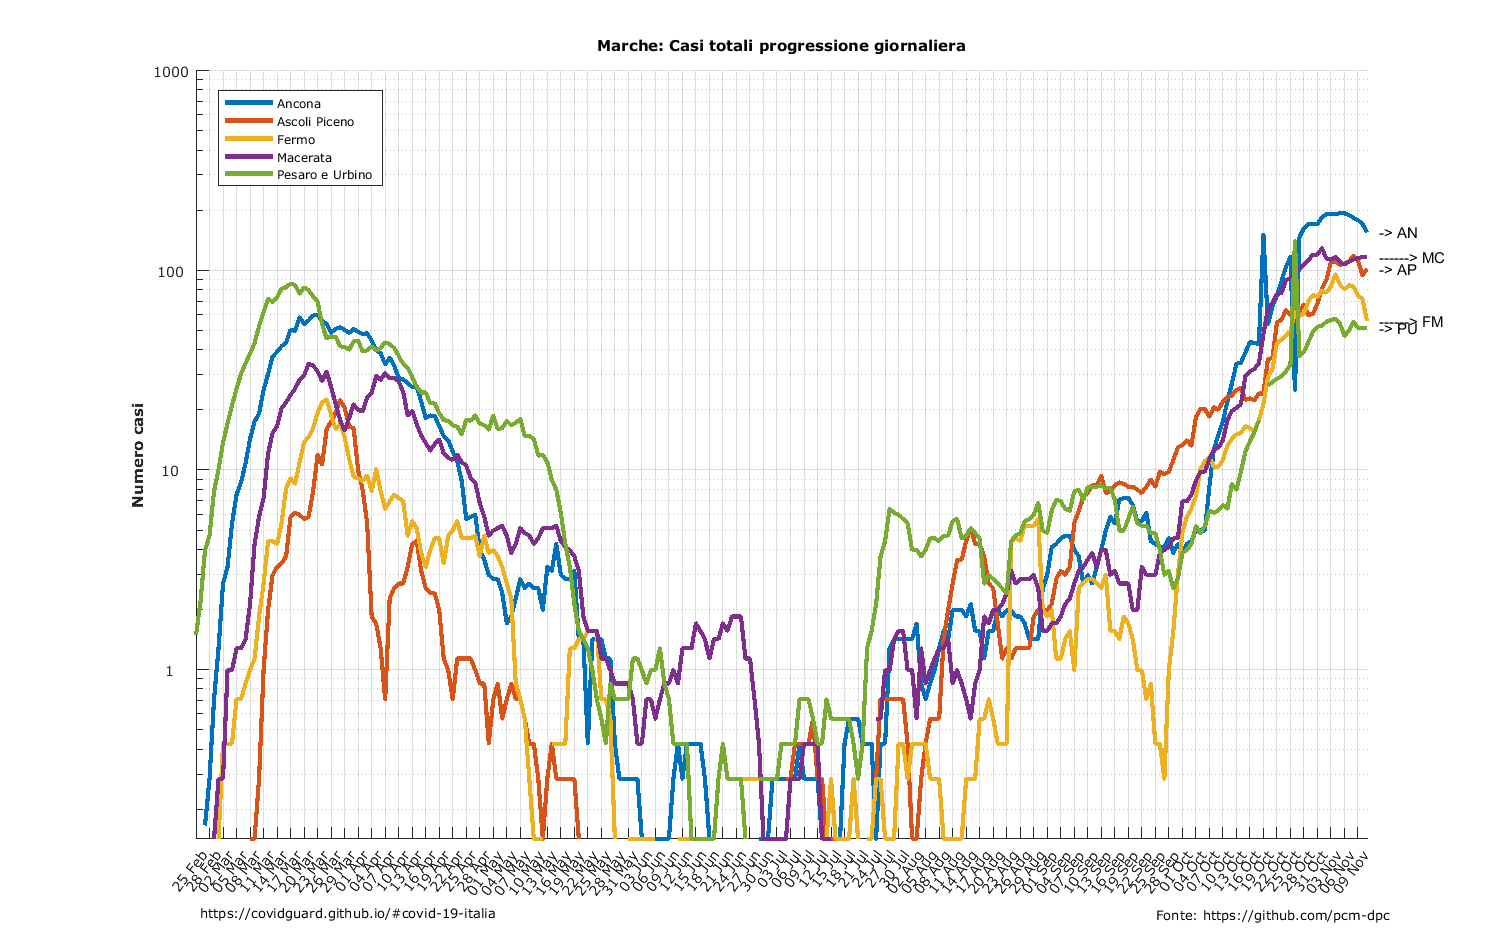 Marche: Casi totali progressione giornaliera
1000
100
10
1
Numero casi
Ancona
Ascoli Piceno
Fermo
Macerata
Pesaro e Urbino
-> AN
------> MC
-> AP
------> FM
-> PU
25 Feb
28 Feb
02 Mar
05 Mar
08 Mar
11 Mar
14 Mar
17 Mar
20 Mar
23 Mar
26 Mar
29 Mar
01 Apr
04 Apr
07 Apr
10 Apr
13 Apr
16 Apr
19 Apr
22 Apr
25 Apr
28 Apr
01 May
04 May
07 May
10 May
13 May
16 May
19 May
22 May
25 May
28 May
31 May
03 Jun
06 Jun
09 Jun
12 Jun
15 Jun
18 Jun
21 Jun
24 Jun
27 Jun
30 Jun
03 Jul
06 Jul
09 Jul
12 Jul
15 Jul
18 Jul
21 Jul
24 Jul
27 Jul
30 Jul
02 Aug
05 Aug
08 Aug
11 Aug
14 Aug
17 Aug
20 Aug
23 Aug
26 Aug
29 Aug
01 Sep
04 Sep
07 Sep
10 Sep
13 Sep
16 Sep
19 Sep
22 Sep
25 Sep
28 Sep
01 Oct
04 Oct
07 Oct
10 Oct
13 Oct
16 Oct
19 Oct
22 Oct
25 Oct
28 Oct
31 Oct
03 Nov
06 Nov
09 Nov
https://covidguard.github.io/#covid-19-italia
Fonte: https://github.com/pcm-dpc